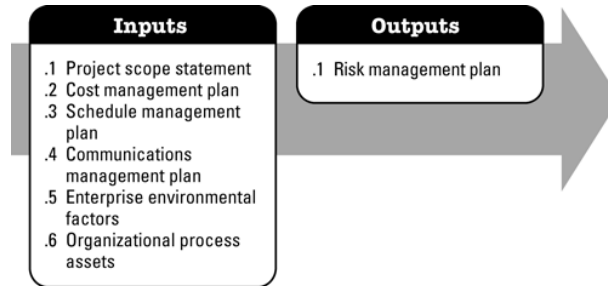 Inputs
.1 Project scope statement
.2 Cost management plan
.3 Schedule management
plan
.4 Communications
management plan
.5 Enterprise environmental
factors
.6 Organizational process
assets
Outputs
.1 Risk management plan